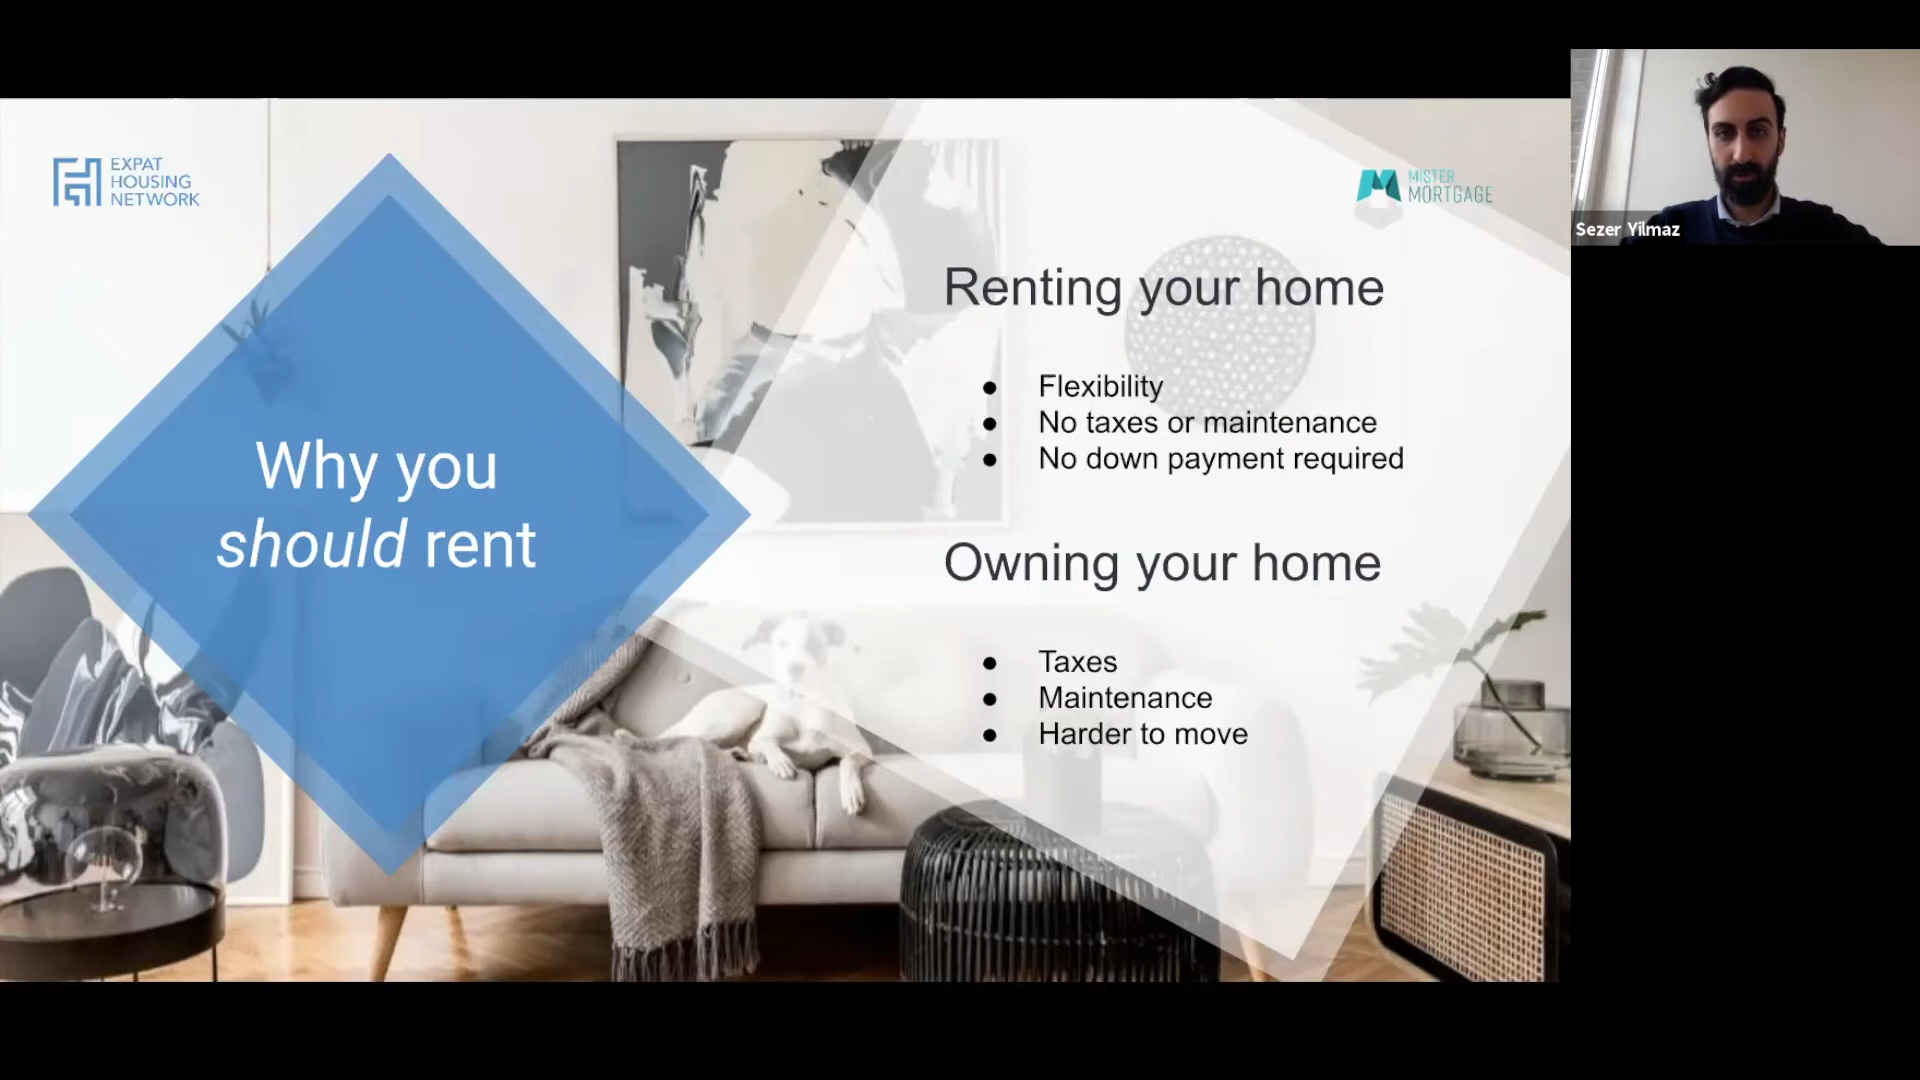 EXPAT
HOUSING
NETWORK
MISTER
MORTGAGE
Sezer Yilmaz
Why you
should rent
Renting your home
● Flexibility
● No taxes or maintenance
● No down payment required
Owning your home
● Taxes
● Maintenance
● Harder to move